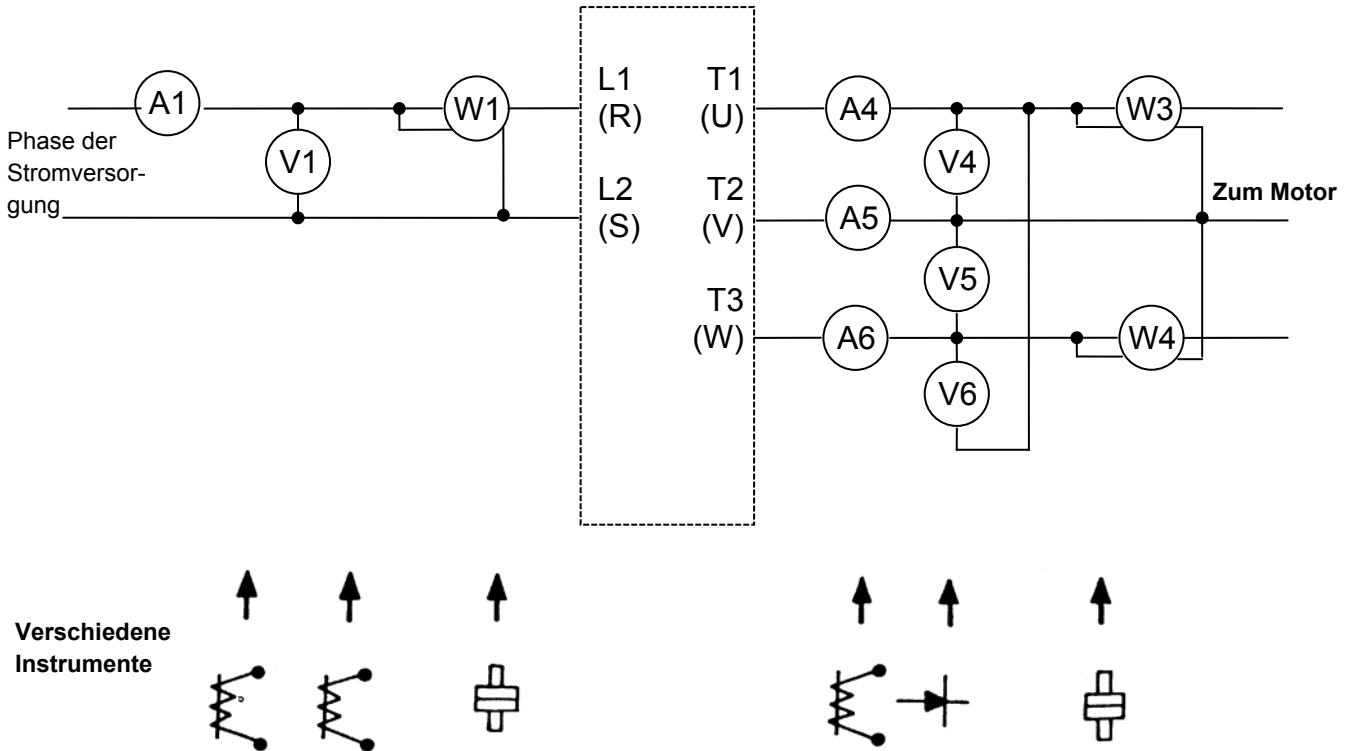 A1
V1
W1
Phase der
Stromversor-
gung
L1
(R)
L2
(S)
T1
(U)
T2
(V)
T3
(W)
A4
V4
W3
A5
V5
Zum Motor
A6
V6
W4
Verschiedene
Instrumente